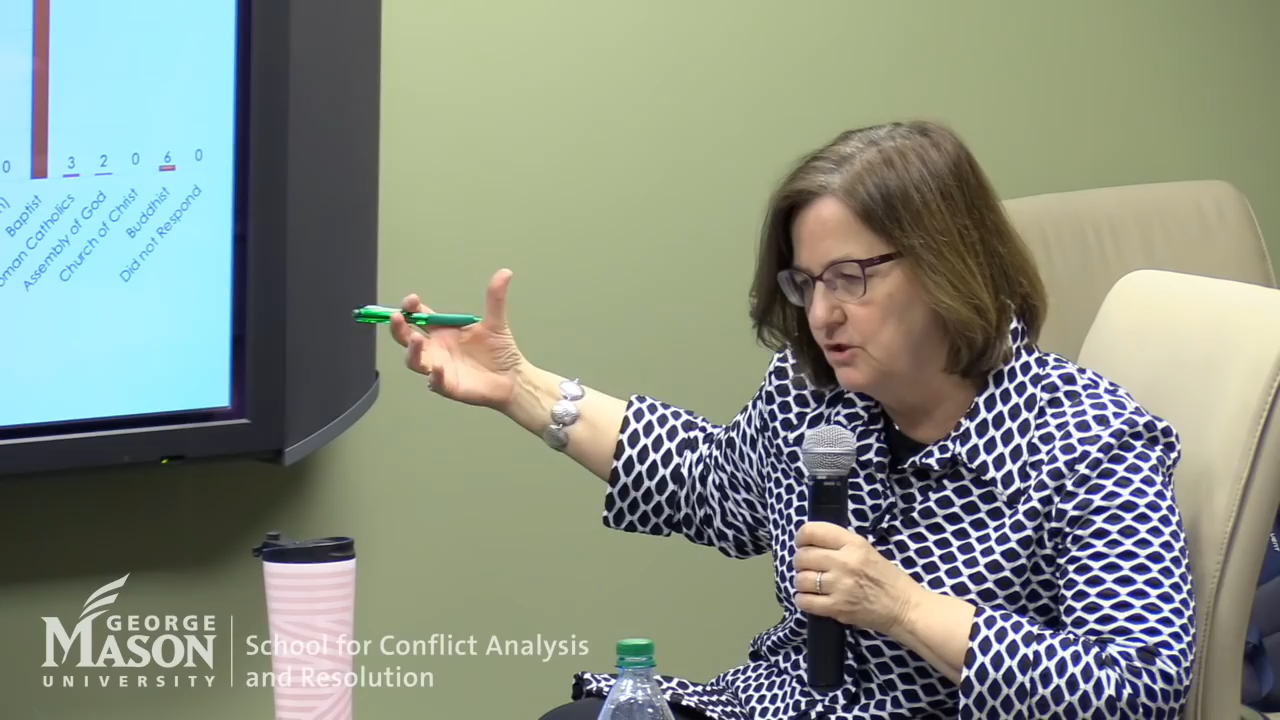 0
3
2
0
6
0
Baptist
oman Catholics
Assembly of God
Church of Christ
Buddhist
Did not Respond
GEORGE
MASON
UNIVERSITY
School for Conflict Analysis
and Resolution